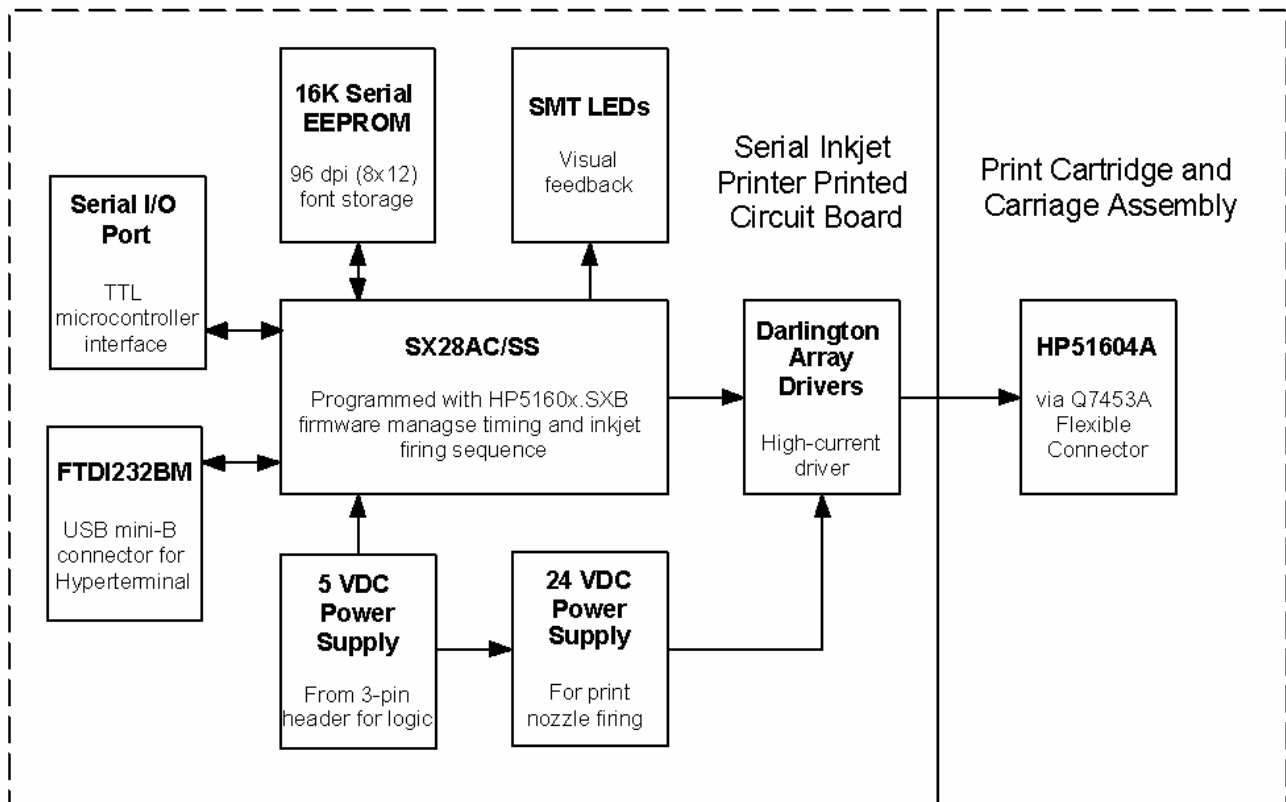 16K Serial
EEPROM
96 dpi (8x12)
font storage
SMT LEDs
Visual
feedback
Serial Inkjet
Printer Printed
Circuit Board
Print Cartridge and
Carriage Assembly
Serial I/O
Port
TTL
microcontroller
interface
SX28AC/SS
Programmed with HP5160x.SXB
firmware managse timing and inkjet
firing sequence
Darlington
Array
Drivers
High-current
driver
HP51604A
via Q7453A
Flexible
Connector
FTDI232BM
USB mini-B
connector for
Hyperterminal
5 VDC
Power
Supply
From 3-pin
header for logic
24 VDC
Power
Supply
For print
nozzle firing